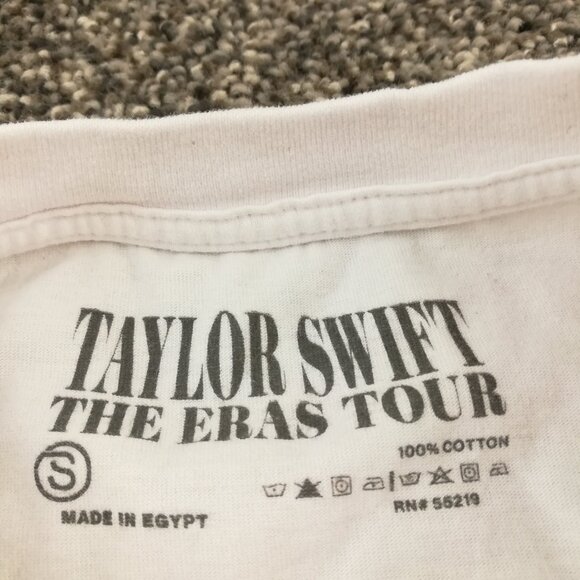 TAYLOR SWIFT
THE ERAS TOUR
100% COTTON
S
MADE IN EGYPT
RN# 55219